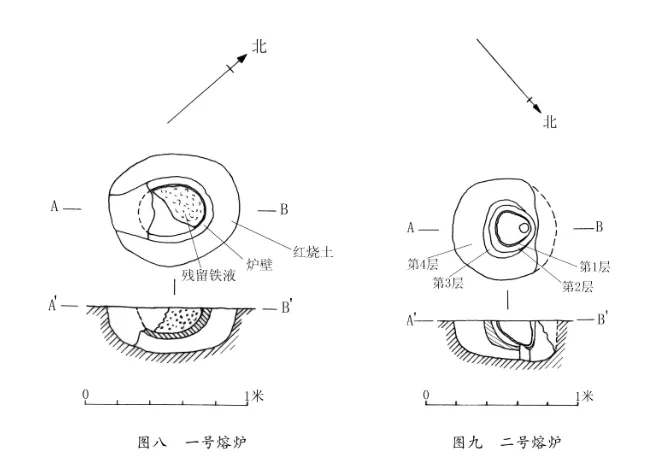 北
北
A
B
红烧土
炉壁
残留铁液
A
B
第4层
第3层
第1层
第2层
A'
B'
A'
B'
0
1米
0
1米
图八 一号熔炉
图九 二号熔炉